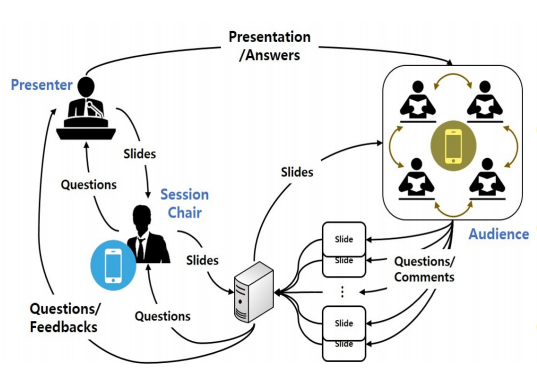 Presentation
/Answers
Presenter
Slides
Questions
Session
Chair
Slides
Slides
Questions
Questions/
Feedbacks
Audience
Slide
Slide
Questions/
Comments
⋮
Slide
Slide